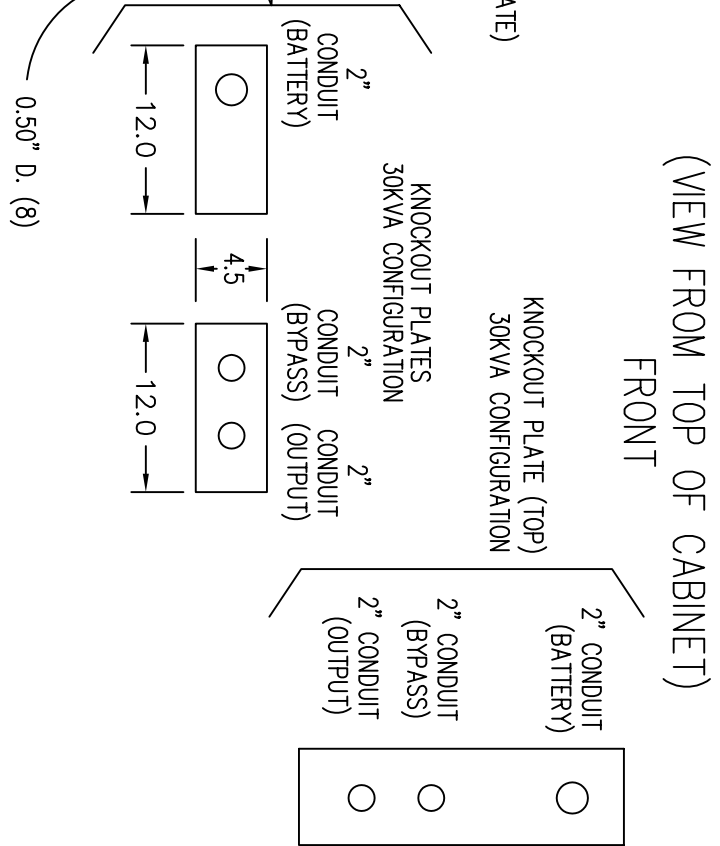 (VIEW FROM TOP OF CABINET)
FRONT
KNOCKOUT PLATE (TOP)
30KVA CONFIGURATION
2" CONDUIT
(BATTERY)
2" CONDUIT
(BYPASS)
2" CONDUIT
(OUTPUT)
KNOCKOUT PLATES
30KVA CONFIGURATION
2"
CONDUIT
(BATTERY)
12.0
4.5
2"
CONDUIT
(BYPASS)
2"
CONDUIT
(OUTPUT)
12.0
0.50" D. (8)